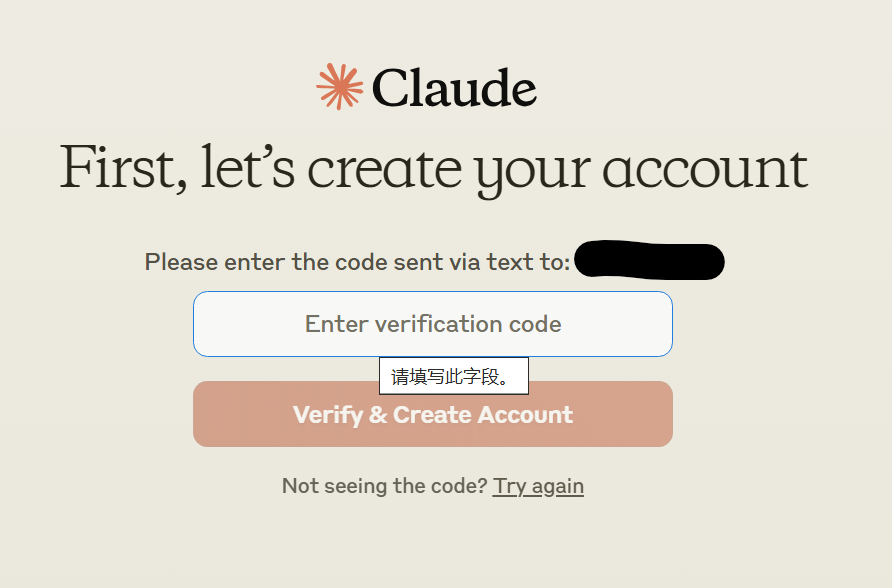 Claude
First, let’s create your account
Please enter the code sent via text to:
Enter verification code
请填写此字段。
Verify & Create Account
Not seeing the code? Try again